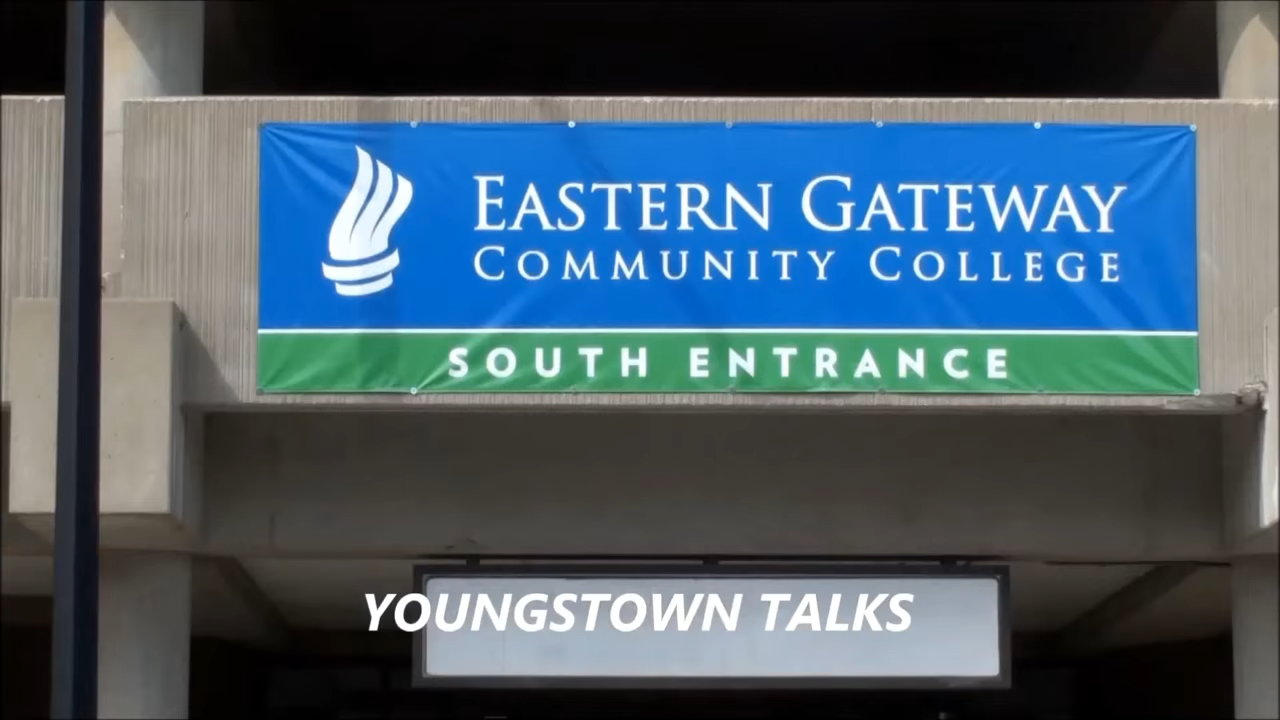 EASTERN GATEWAY
COMMUNITY COLLEGE
SOUTH ENTRANCE
YOUNGSTOWN TALKS